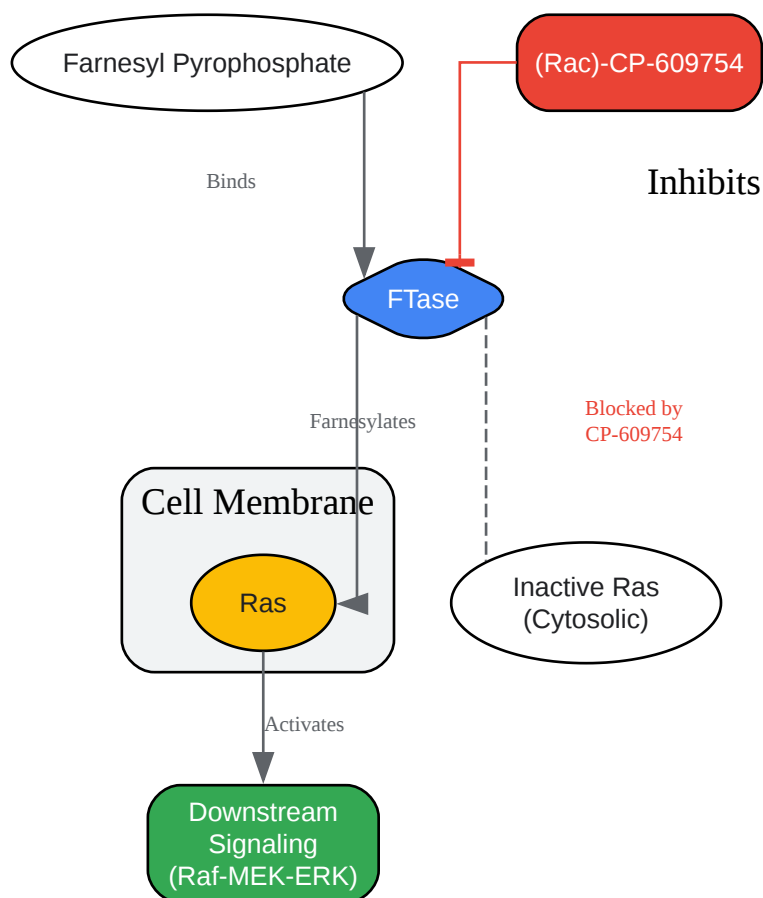 Farnesyl Pyrophosphate
(Rac)-CP-609754
Binds
Inhibits
FTase
Farnesylates
Blocked by
CP-609754
Cell Membrane
Ras
Inactive Ras
(Cytosolic)
Activates
Downstream
Signaling
(Raf-MEK-ERK)